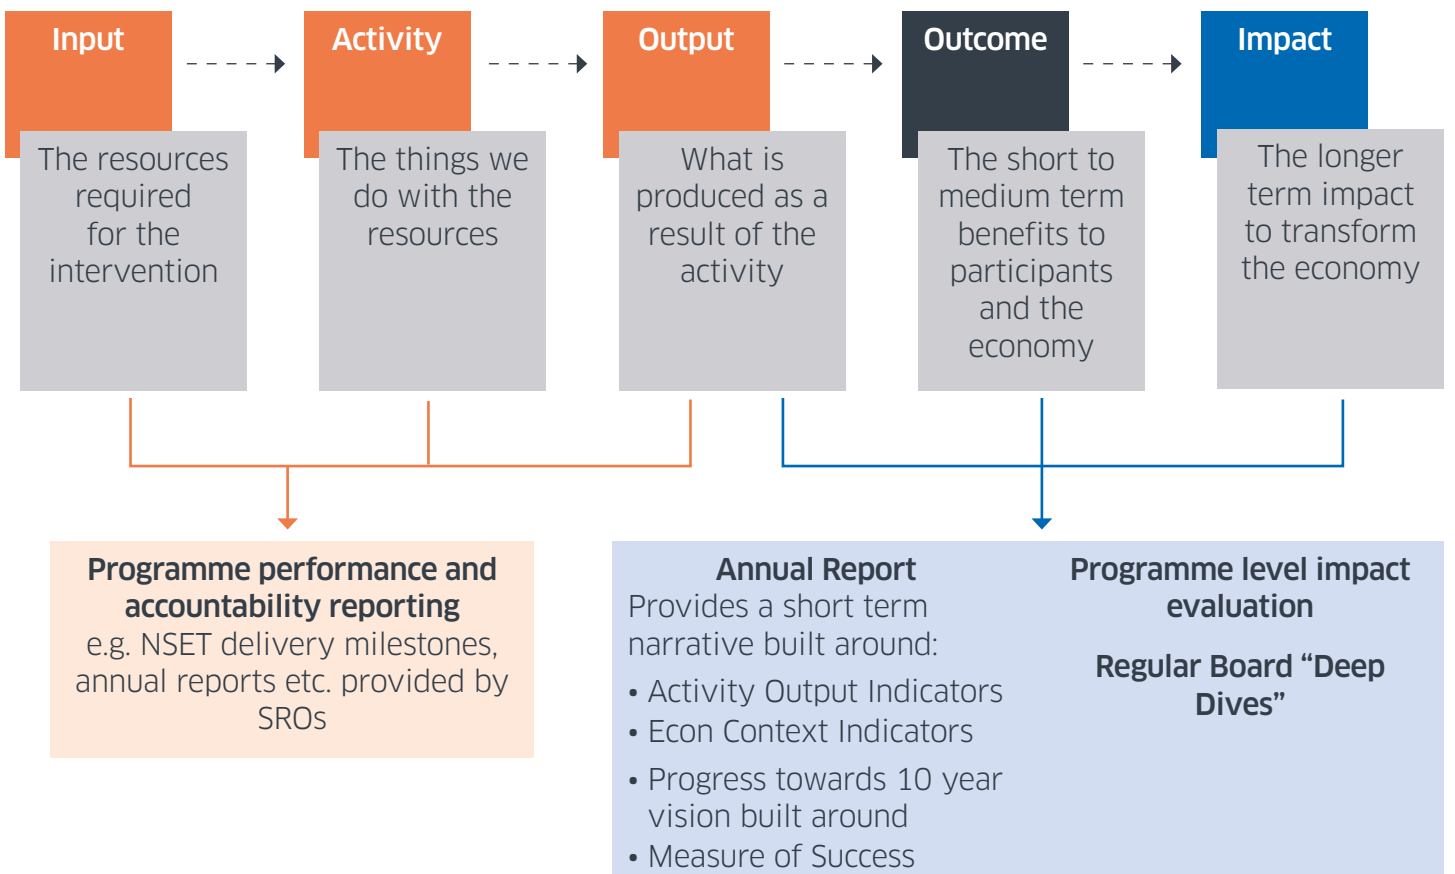 Input
Activity
Output
Outcome
Impact
The resources
required
for the
intervention
The things we
do with the
resources
What is
produced as a
result of the
activity
The short to
medium term
benefits to
participants
and the
economy
The longer
term impact
to transform
the economy
Programme performance and
accountability reporting
e.g. NSET delivery milestones,
annual reports etc. provided by
SROs
Annual Report
Provides a short term
narrative built around:
• Activity Output Indicators
• Econ Context Indicators
• Progress towards 10 year
vision built around
• Measure of Success
Programme level impact
evaluation
Regular Board “Deep
Dives”